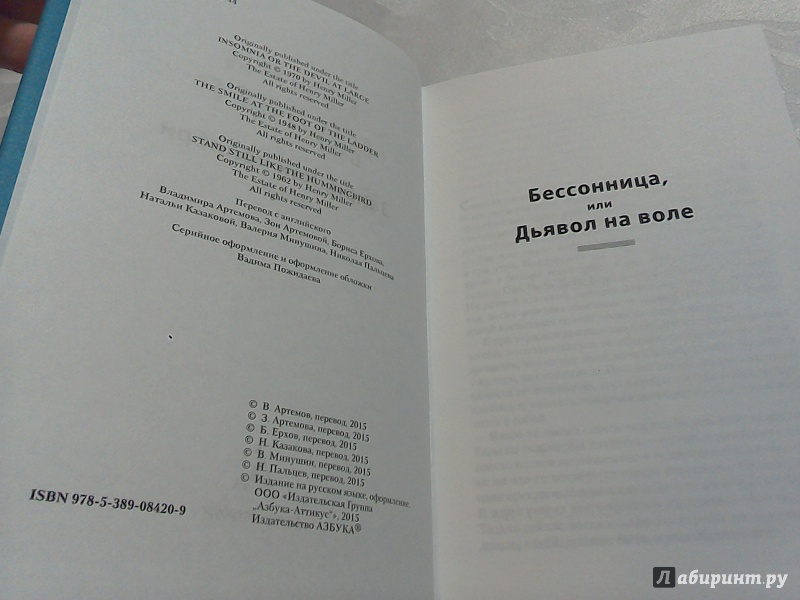 44
Originally published under the title
INSOMNIA OR THE DEVIL AT LARGE
Copyright © 1970 by Henry Miller
The Estate of Henry Miller
All rights reserved
Originally published under the title
THE SMILE AT THE FOOT OF THE LADDER
Copyright © 1948 by Henry Miller
The Estate of Henry Miller
All rights reserved
Originally published under the title
STAND STILL LIKE THE HUMMINGBIRD
Copyright © 1962 by Henry Miller
The Estate of Henry Miller
All rights reserved
Перевод с английского
Владимира Артемова, Зои Артемовой, Бориса Ерхова,
Натальи Казаковой, Валерия Минушина, Николая Пальцева
Серийное оформление и оформление обложки
Вадима Пожидаева
© В. Артемов, перевод, 2015
© З. Артемова, перевод, 2015
© Б. Ерхов, перевод, 2015
© Н. Казакова, перевод, 2015
© В. Минушин, перевод, 2015
© Н. Пальцев, перевод, 2015
© Издание на русском языке, оформление.
ООО «Издательская Группа
„Азбука-Аттикус“», 2015
Издательство АЗБУКА®
ISBN 978-5-389-08420-9
Бессонница,
или
Дьявол на воле
Лабиринт.ру